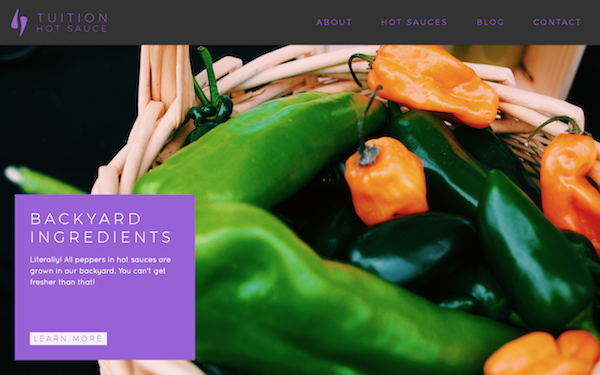 TUITION
HOT SAUCE
ABOUT
HOT SAUCES
BLOG
CONTACT
BACKYARD
INGREDIENTS
Literally! All peppers in hot sauces are
grown in our backyard. You can't get
fresher than that!
LEARN MORE